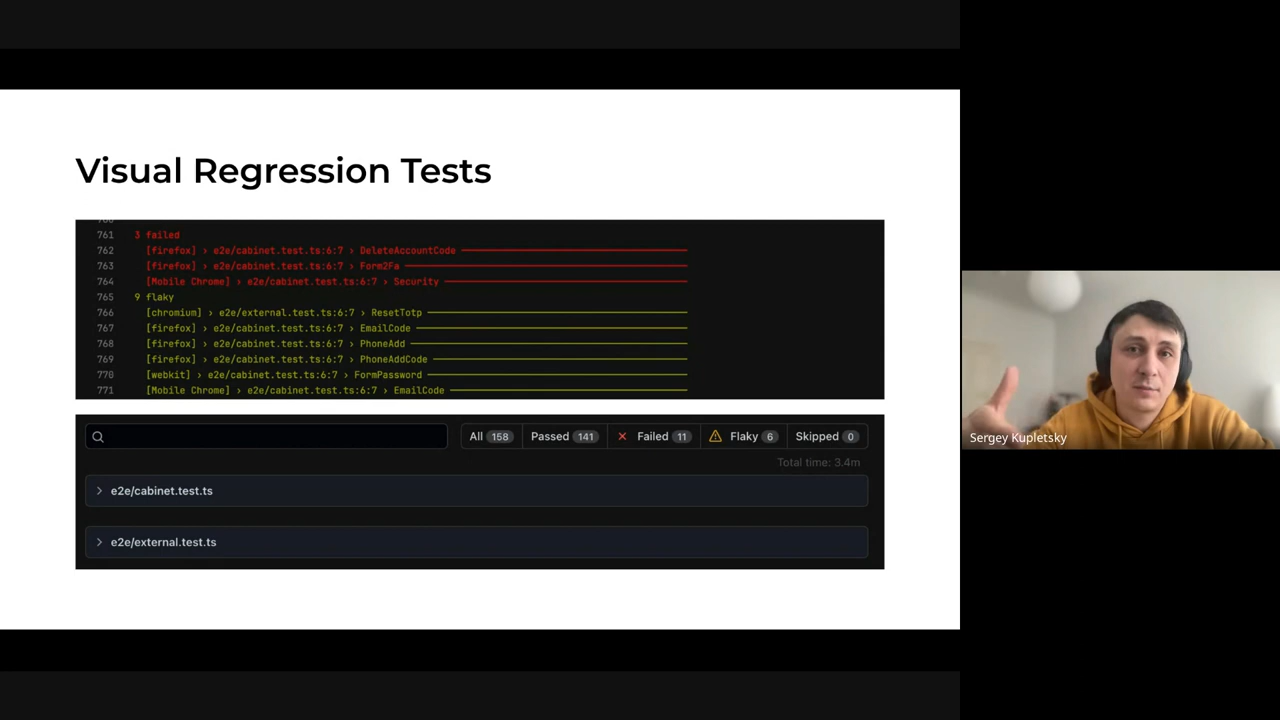 Visual Regression Tests
761 3 failed
762 [firefox] › e2e/cabinet.test.ts:6:7 › DeleteAccountCode
763 [firefox] › e2e/cabinet.test.ts:6:7 › Form2Fa
764 [Mobile Chrome] › e2e/cabinet.test.ts:6:7 › Security
765 9 flaky
766 [chromium] › e2e/external.test.ts:6:7 › ResetTotp
767 [firefox] › e2e/cabinet.test.ts:6:7 › EmailCode
768 [firefox] › e2e/cabinet.test.ts:6:7 › PhoneAdd
769 [firefox] › e2e/cabinet.test.ts:6:7 › PhoneAddCode
770 [webkit] › e2e/cabinet.test.ts:6:7 › FormPassword
771 [Mobile Chrome] › e2e/cabinet.test.ts:6:7 › EmailCode
All 158 Passed 141 Failed 11 Flaky 6 Skipped 0
Total time: 3.4m
e2e/cabinet.test.ts
e2e/external.test.ts
Sergey Kupletsky